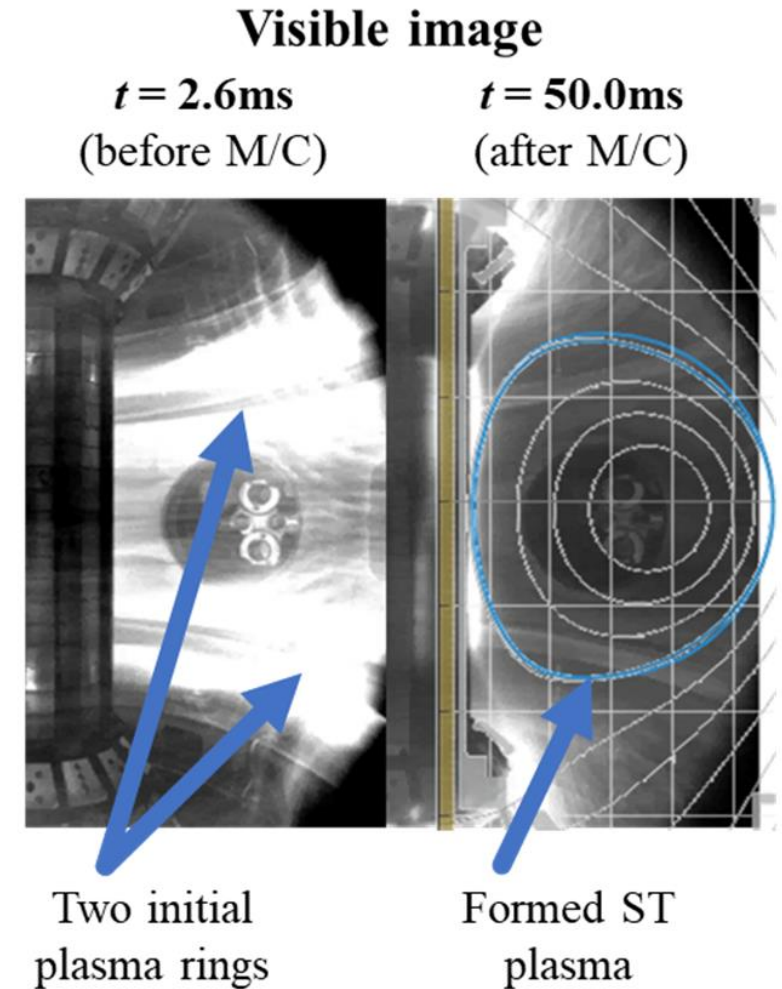 Visible image
t = 2.6ms
(before M/C)
t = 50.0ms
(after M/C)
Two initial
plasma rings
Formed ST
plasma